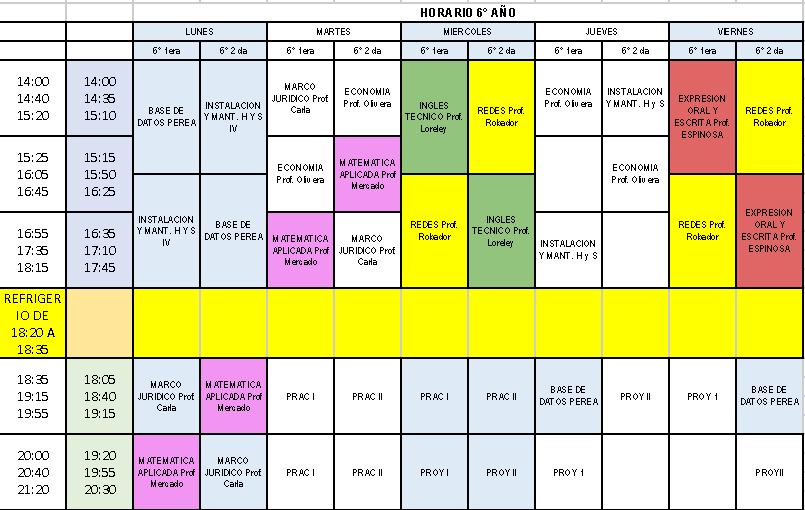 HORARIO 6° AÑO
LUNES MARTES MIERCOLES JUEVES VIERNES
6° 1era 6° 2 da 6° 1era 6° 2 da 6° 1era 6° 2 da 6° 1era 6° 2 da 6° 1era 6° 2 da
14:00 14:00
14:40 14:35
15:20 15:10
BASE DE
DATOS PEREA
INSTALACION
Y MANT. H Y S
IV
MARCO
JURIDICO Prof.
Carla
ECONOMIA
Prof. Olivera
INGLES
TECNICO Prof.
Loreley
REDES Prof.
Robador
ECONOMIA
Prof. Olivera
INSTALACION
Y MANT. H y S
EXPRESION
ORAL Y
ESCRITA Prof.
ESPINOSA
REDES Prof.
Robador
15:25 15:15
16:05 15:50
16:45 16:25
ECONOMIA
Prof. Olivera
MATEMATICA
APLICADA Prof.
Mercado
ECONOMIA
Prof. Olivera
16:55 16:35
17:35 17:10
18:15 17:45
INSTALACION
Y MANT. H Y S
IV
BASE DE
DATOS PEREA
MATEMATICA
APLICADA Prof.
Mercado
MARCO
JURIDICO Prof.
Carla
REDES Prof.
Robador
INGLES
TECNICO Prof.
Loreley
INSTALACION
Y MANT. H y S
REDES Prof.
Robador
EXPRESION
ORAL Y
ESCRITA Prof.
ESPINOSA
REFRIGER
IO DE
18:20 A
18:35
18:35 18:05
19:15 18:40
19:55 19:15
MARCO
JURIDICO Prof.
Carla
MATEMATICA
APLICADA Prof.
Mercado
PRAC I
PRAC II
PRAC I
PRAC II
BASE DE
DATOS PEREA
PROY II
PROY 1
BASE DE
DATOS PEREA
20:00 19:20
20:40 19:55
21:20 20:30
MATEMATICA
APLICADA Prof.
Mercado
MARCO
JURIDICO Prof.
Carla
PRAC I
PRAC II
PROY I
PROY II
PROY 1
PROY II